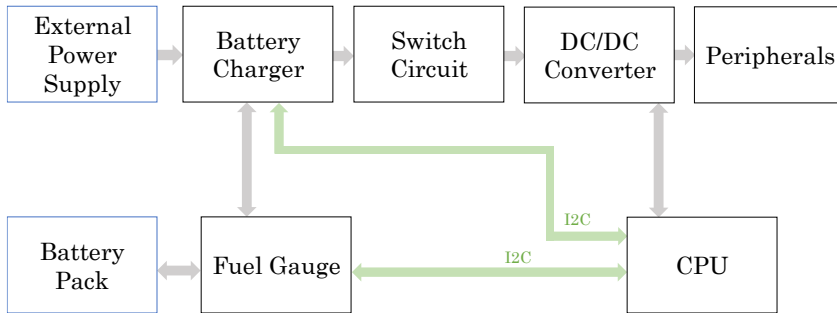 External
Power
Supply
Battery
Charger
Switch
Circuit
DC/DC
Converter
Peripherals
I2C
Battery
Pack
Fuel Gauge
I2C
CPU